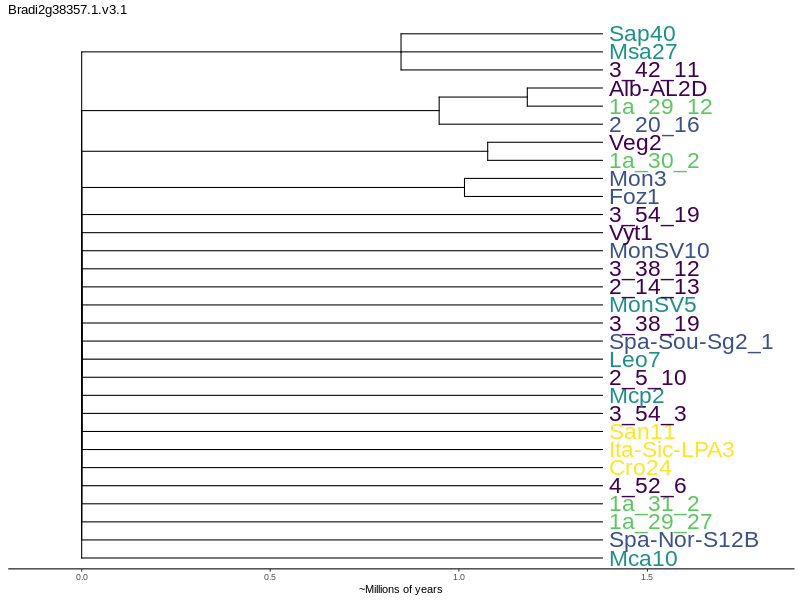 Bradi2g38357.1.v3.1
Sap40
Msa27
3_42_11
Alb-AL2D
1a_29_12
2_20_16
Veg2
1a_30_2
Mon3
Foz1
3_54_19
Vyt1
MonSV10
3_38_12
2_14_13
MonSV5
3_38_19
Spa-Sou-Sg2_1
Leo7
2_5_10
Mcp2
3_54_3
San11
Ita-Sic-LPA3
Cro24
4_52_6
1a_31_2
1a_29_27
Spa-Nor-S12B
Mca10
0.0 0.5 1.0 1.5
~Millions of years